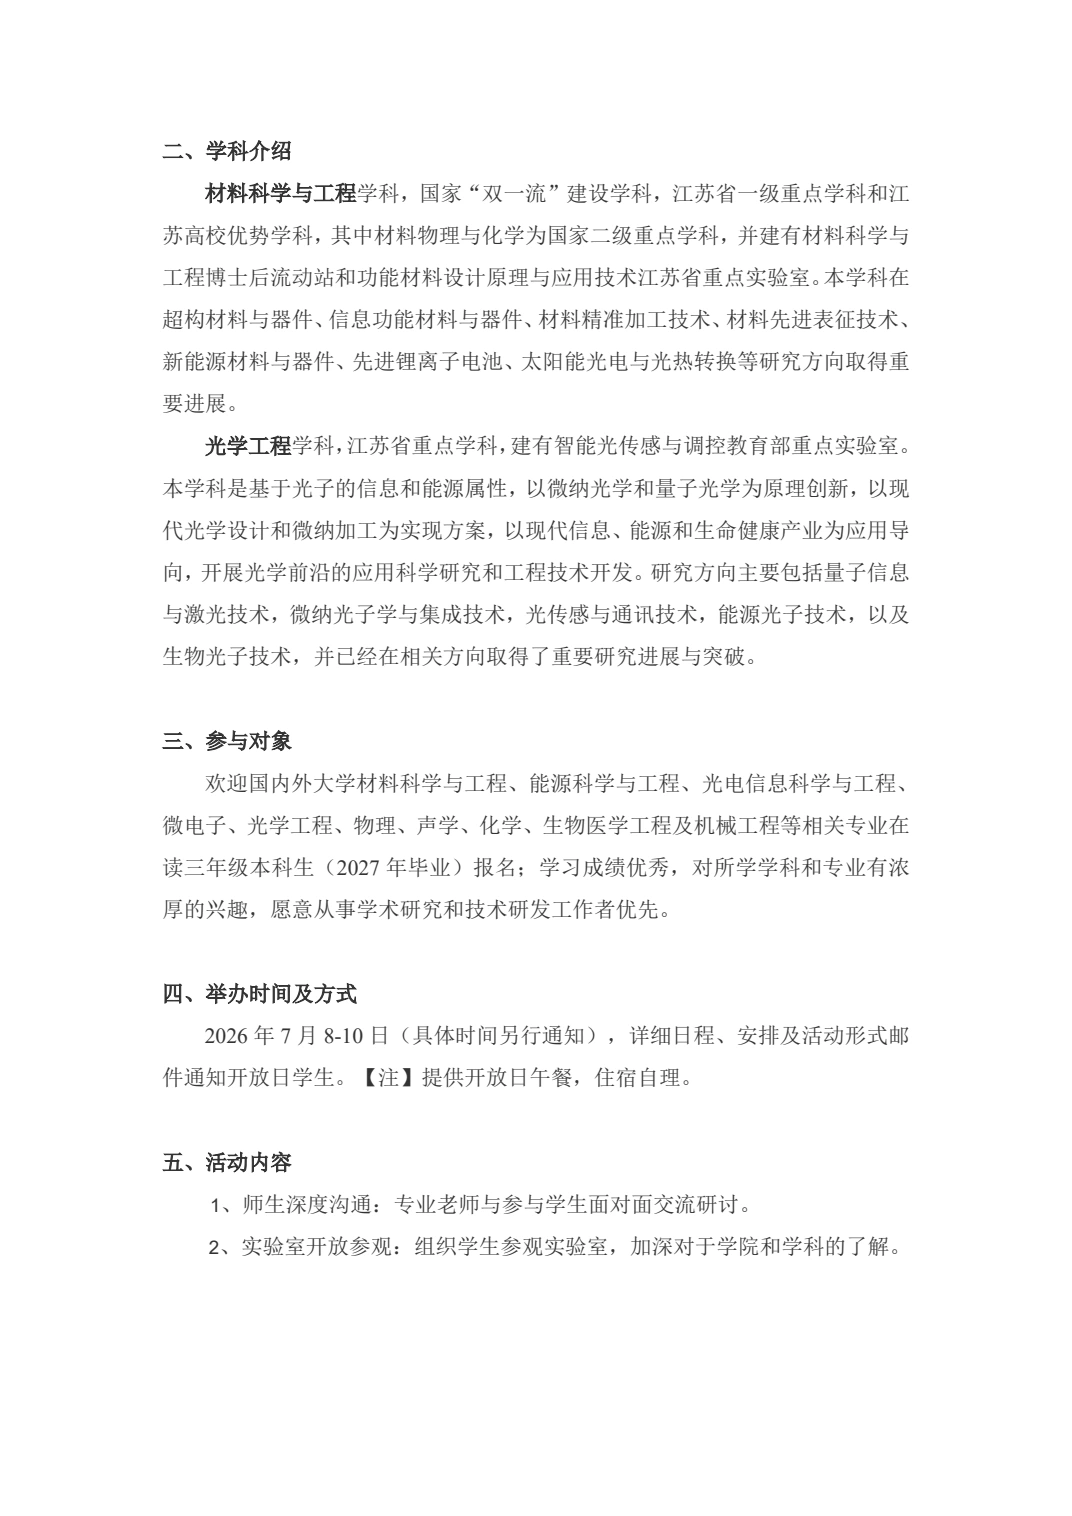 二、学科介绍
材料科学与工程学科，国家“双一流”建设学科，江苏省一级重点学科和江
苏高校优势学科，其中材料物理与化学为国家二级重点学科，并建有材料科学与
工程博士后流动站和功能材料设计原理与应用技术江苏省重点实验室。本学科在
超构材料与器件、信息功能材料与器件、材料精准加工技术、材料先进表征技术、
新能源材料与器件、先进锂离子电池、太阳能光电与光热转换等研究方向取得重
要进展。
光学工程学科，江苏省重点学科，建有智能光传感与调控教育部重点实验室。
本学科是基于光子的信息和能源属性，以微纳光学和量子光学为原理创新，以现
代光学设计和微纳加工为实现方案，以现代信息、能源和生命健康产业为应用导
向，开展光学前沿的应用科学研究和工程技术开发。研究方向主要包括量子信息
与激光技术，微纳光子学与集成技术，光传感与通讯技术，能源光子技术，以及
生物光子技术，并已经在相关方向取得了重要研究进展与突破。
三、参与对象
欢迎国内外大学材料科学与工程、能源科学与工程、光电信息科学与工程、
微电子、光学工程、物理、声学、化学、生物医学工程及机械工程等相关专业在
读三年级本科生（2027 年毕业）报名；学习成绩优秀，对所学学科和专业有浓
厚的兴趣，愿意从事学术研究和技术研发工作者优先。
四、举办时间及方式
2026 年 7 月 8-10 日（具体时间另行通知），详细日程、安排及活动形式邮
件通知开放日学生。【注】提供开放日午餐，住宿自理。
五、活动内容
1、师生深度沟通：专业老师与参与学生面对面交流研讨。
2、实验室开放参观：组织学生参观实验室，加深对于学院和学科的了解。